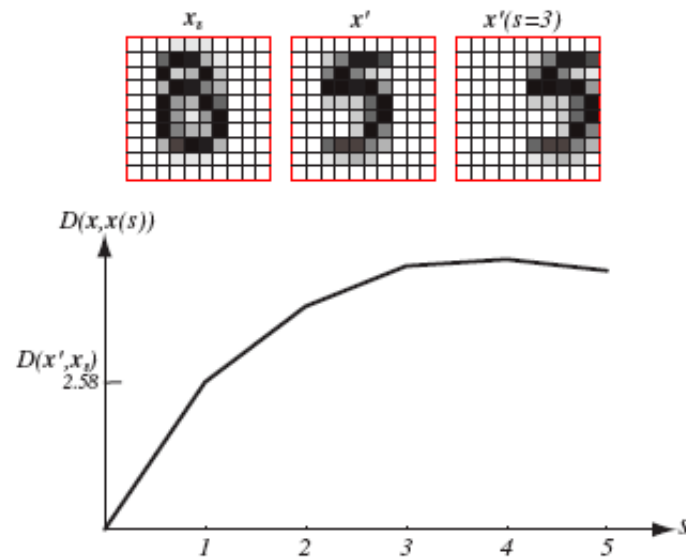 x₈ x' x'(s=3)
D(x,x(s))
D(x',x₈)
2.58
1 2 3 4 5
s